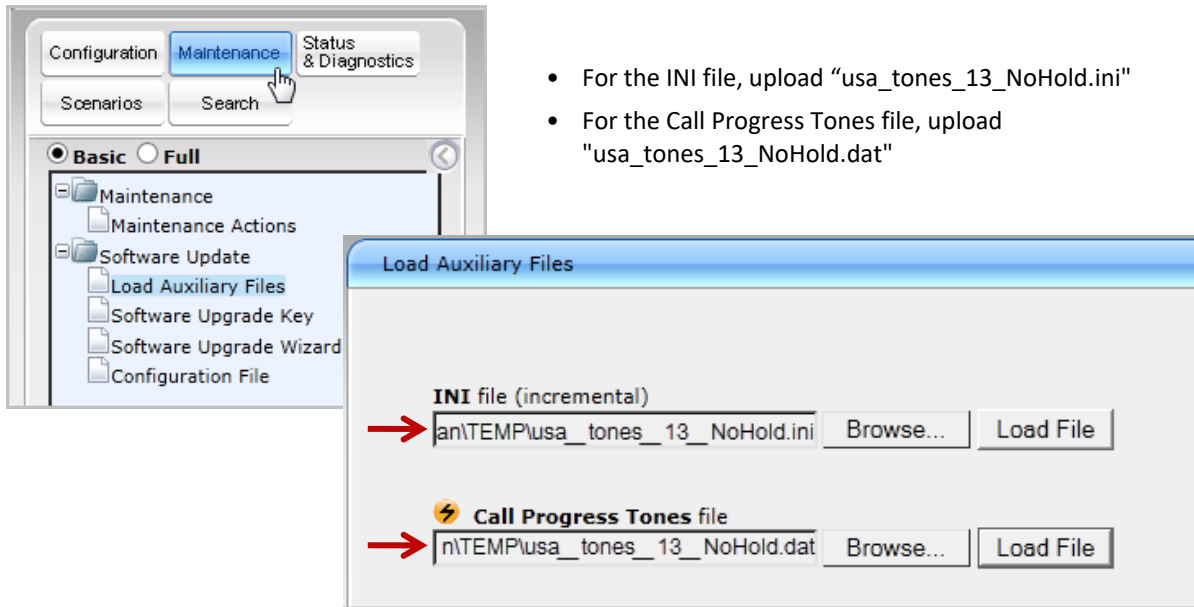 Configuration
Maintenance
Status
& Diagnostics
Scenarios
Search
Basic Full
Maintenance
Maintenance Actions
Software Update
Load Auxiliary Files
Software Upgrade Key
Software Upgrade Wizard
Configuration File
• For the INI file, upload “usa_tones_13_NoHold.ini"
• For the Call Progress Tones file, upload
"usa_tones_13_NoHold.dat"
Load Auxiliary Files
INI file (incremental)
an\TEMP\usa__tones__13__NoHold.ini Browse... Load File
Call Progress Tones file
n\TEMP\usa__tones__13__NoHold.dat Browse... Load File